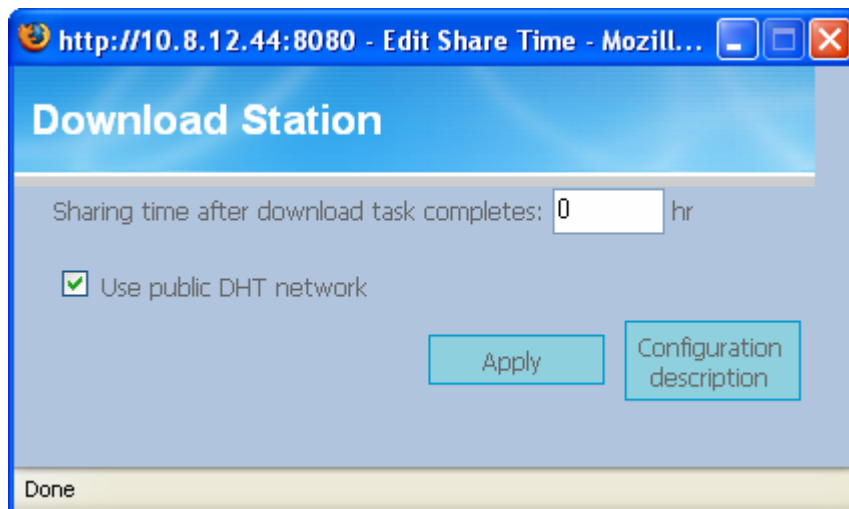 http://10.8.12.44:8080 - Edit Share Time - Mozill...
Download Station
Sharing time after download task completes: 0 hr
Use public DHT network
Apply
Configuration
description
Done